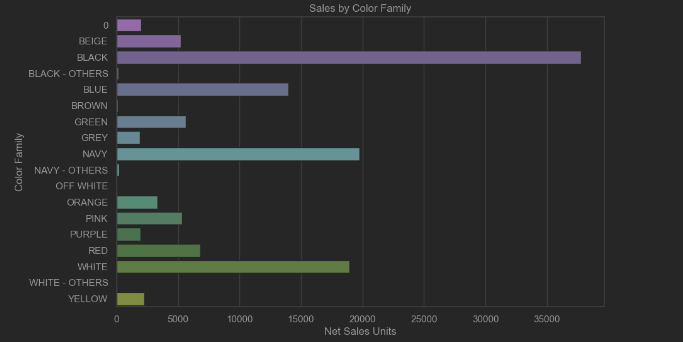 Sales by Color Family
Color Family
0
BEIGE
BLACK
BLACK - OTHERS
BLUE
BROWN
GREEN
GREY
NAVY
NAVY - OTHERS
OFF WHITE
ORANGE
PINK
PURPLE
RED
WHITE
WHITE - OTHERS
YELLOW
0 5000 10000 15000 20000 25000 30000 35000
Net Sales Units